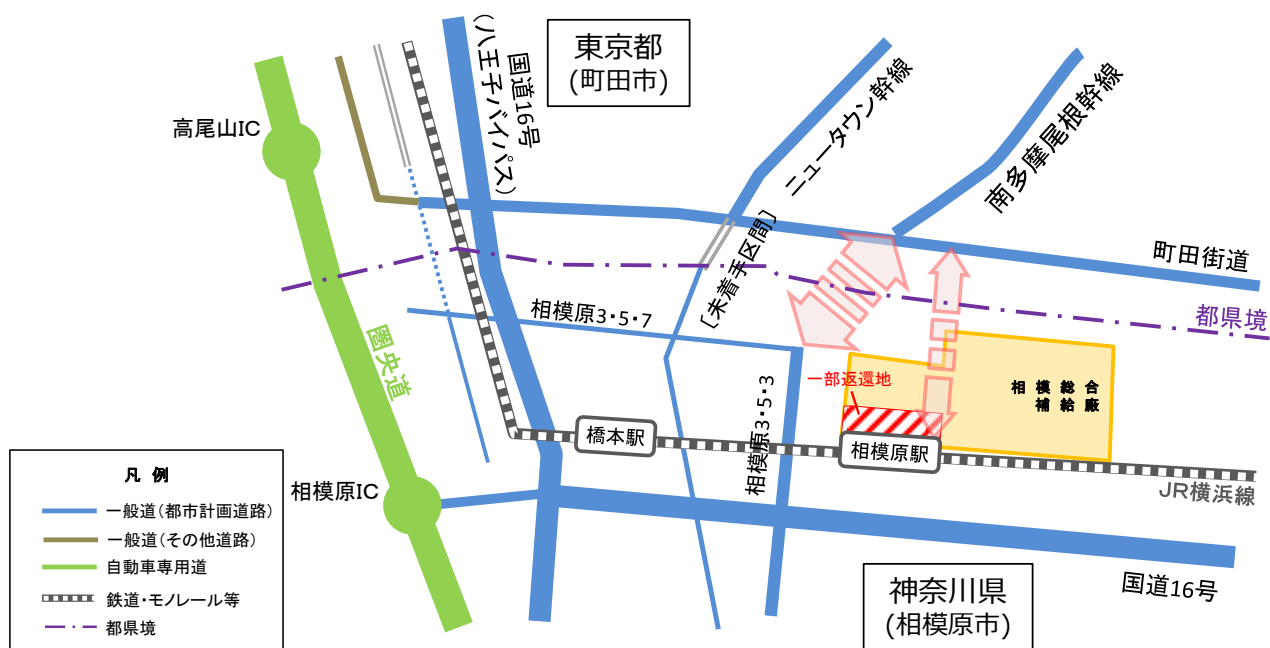 東京都
(町田市)
国道16号
(八王子バイパス)
高尾山IC
ニュータウン幹線
〔未着手区間〕
南多摩尾根幹線
町田街道
都県境
相模原3・5・7
圏央道
一部返還地
相模総合
補給廠
橋本駅
相模原3・5・3
相模原駅
JR横浜線
相模原IC
国道16号
神奈川県
(相模原市)
凡 例
一般道(都市計画道路)
一般道(その他道路)
自動車専用道
鉄道・モノレール等
都県境